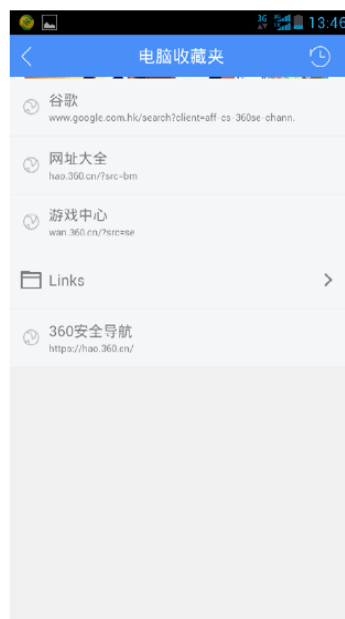 3G 13:46
电脑收藏夹
谷歌
www.google.com.hk/search?client=aff-cs-360se-chann.
网址大全
hao.360.cn/?src=bm
游戏中心
wan.360.cn/?src=se
Links
360安全导航
https://hao.360.cn/